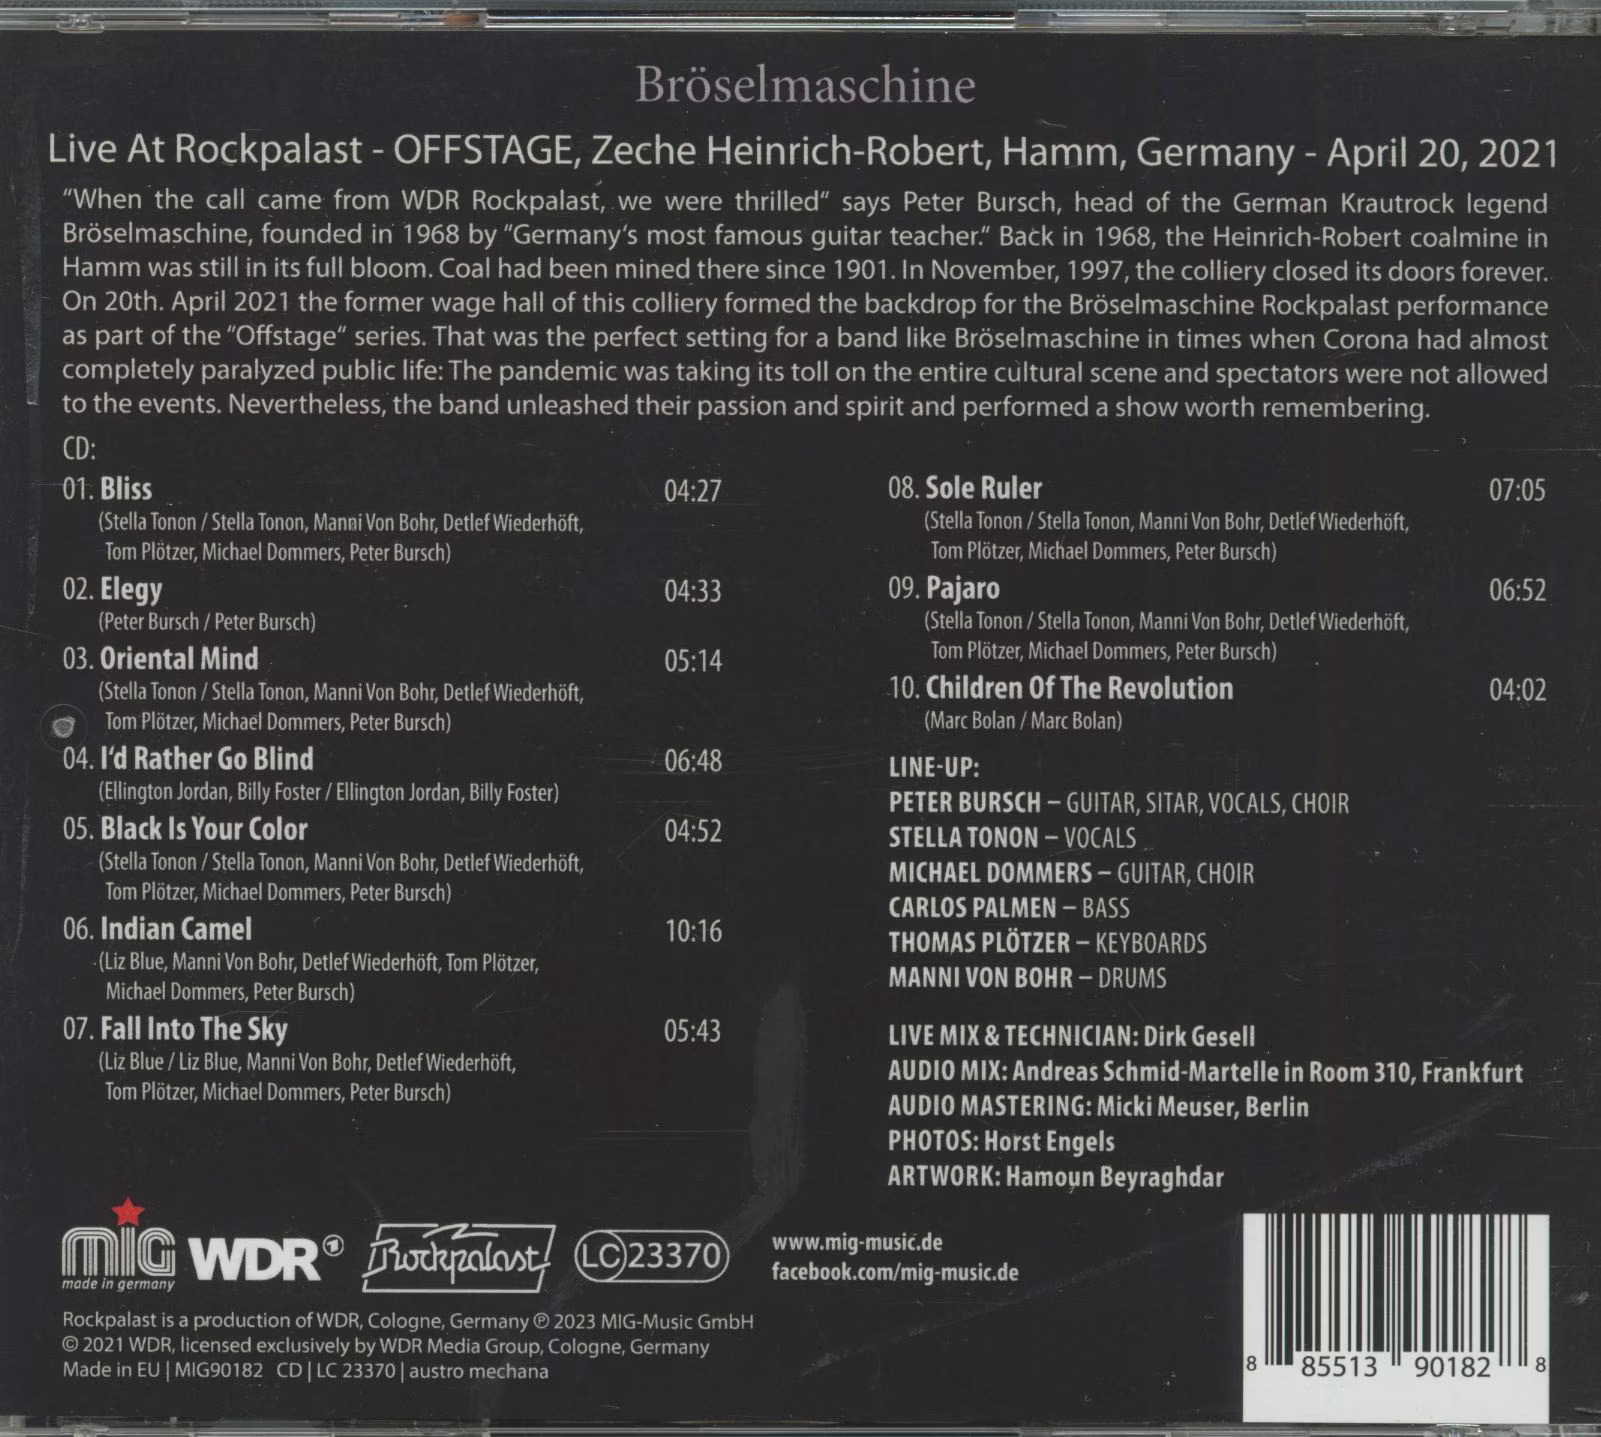 Bröselmaschine
Live At Rockpalast - OFFSTAGE, Zeche Heinrich-Robert, Hamm, Germany - April 20, 2021
"When the call came from WDR Rockpalast, we were thrilled" says Peter Bursch, head of the German Krautrock legend
Bröselmaschine, founded in 1968 by "Germany's most famous guitar teacher." Back in 1968, the Heinrich-Robert coalmine in
Hamm was still in its full bloom. Coal had been mined there since 1901. In November, 1997, the colliery closed its doors forever.
On 20th. April 2021 the former wage hall of this colliery formed the backdrop for the Bröselmaschine Rockpalast performance
as part of the "Offstage" series. That was the perfect setting for a band like Bröselmaschine in times when Corona had almost
completely paralyzed public life: The pandemic was taking its toll on the entire cultural scene and spectators were not allowed
to the events. Nevertheless, the band unleashed their passion and spirit and performed a show worth remembering.
CD:
01. Bliss 04:27
(Stella Tonon / Stella Tonon, Manni Von Bohr, Detlef Wiederhöft,
Tom Plötzer, Michael Dommers, Peter Bursch)
02. Elegy 04:33
(Peter Bursch / Peter Bursch)
03. Oriental Mind 05:14
(Stella Tonon / Stella Tonon, Manni Von Bohr, Detlef Wiederhöft,
Tom Plötzer, Michael Dommers, Peter Bursch)
04. I'd Rather Go Blind 06:48
(Ellington Jordan, Billy Foster / Ellington Jordan, Billy Foster)
05. Black Is Your Color 04:52
(Stella Tonon / Stella Tonon, Manni Von Bohr, Detlef Wiederhöft,
Tom Plötzer, Michael Dommers, Peter Bursch)
06. Indian Camel 10:16
(Liz Blue, Manni Von Bohr, Detlef Wiederhöft, Tom Plötzer,
Michael Dommers, Peter Bursch)
07. Fall Into The Sky 05:43
(Liz Blue / Liz Blue, Manni Von Bohr, Detlef Wiederhöft,
Tom Plötzer, Michael Dommers, Peter Bursch)
08. Sole Ruler 07:05
(Stella Tonon / Stella Tonon, Manni Von Bohr, Detlef Wiederhöft,
Tom Plötzer, Michael Dommers, Peter Bursch)
09. Pajaro 06:52
(Stella Tonon / Stella Tonon, Manni Von Bohr, Detlef Wiederhöft,
Tom Plötzer, Michael Dommers, Peter Bursch)
10. Children Of The Revolution 04:02
(Marc Bolan / Marc Bolan)
LINE-UP:
PETER BURSCH – GUITAR, SITAR, VOCALS, CHOIR
STELLA TONON – VOCALS
MICHAEL DOMMERS – GUITAR, CHOIR
CARLOS PALMEN – BASS
THOMAS PLÖTZER – KEYBOARDS
MANNI VON BOHR – DRUMS
LIVE MIX & TECHNICIAN: Dirk Gesell
AUDIO MIX: Andreas Schmid-Martelle in Room 310, Frankfurt
AUDIO MASTERING: Micki Meuser, Berlin
PHOTOS: Horst Engels
ARTWORK: Hamoun Beyraghdar
MIG
made in germany
WDR 1
Rockpalast
LC 23370
www.mig-music.de
facebook.com/mig-music.de
Rockpalast is a production of WDR, Cologne, Germany ℗ 2023 MIG-Music GmbH
© 2021 WDR, licensed exclusively by WDR Media Group, Cologne, Germany
Made in EU | MIG90182 CD | LC 23370 | austro mechana
8 85513 90182 8